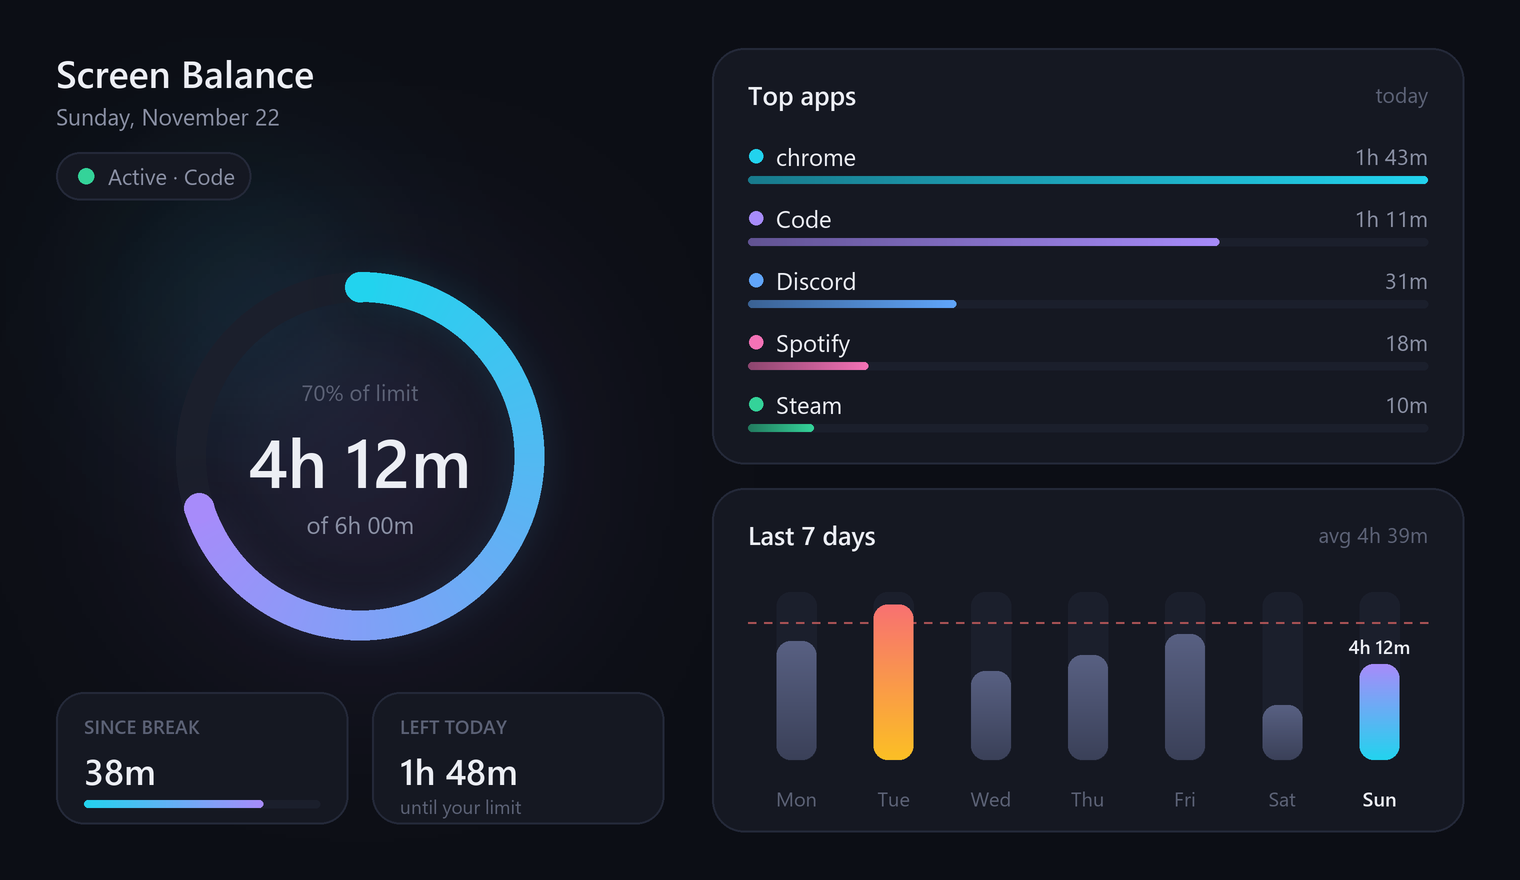 Screen Balance
Sunday, November 22
Active · Code
70% of limit
4h 12m
of 6h 00m
SINCE BREAK
38m
LEFT TODAY
1h 48m
until your limit
Top apps
today
chrome
1h 43m
Code
1h 11m
Discord
31m
Spotify
18m
Steam
10m
Last 7 days
avg 4h 39m
4h 12m
Mon
Tue
Wed
Thu
Fri
Sat
Sun